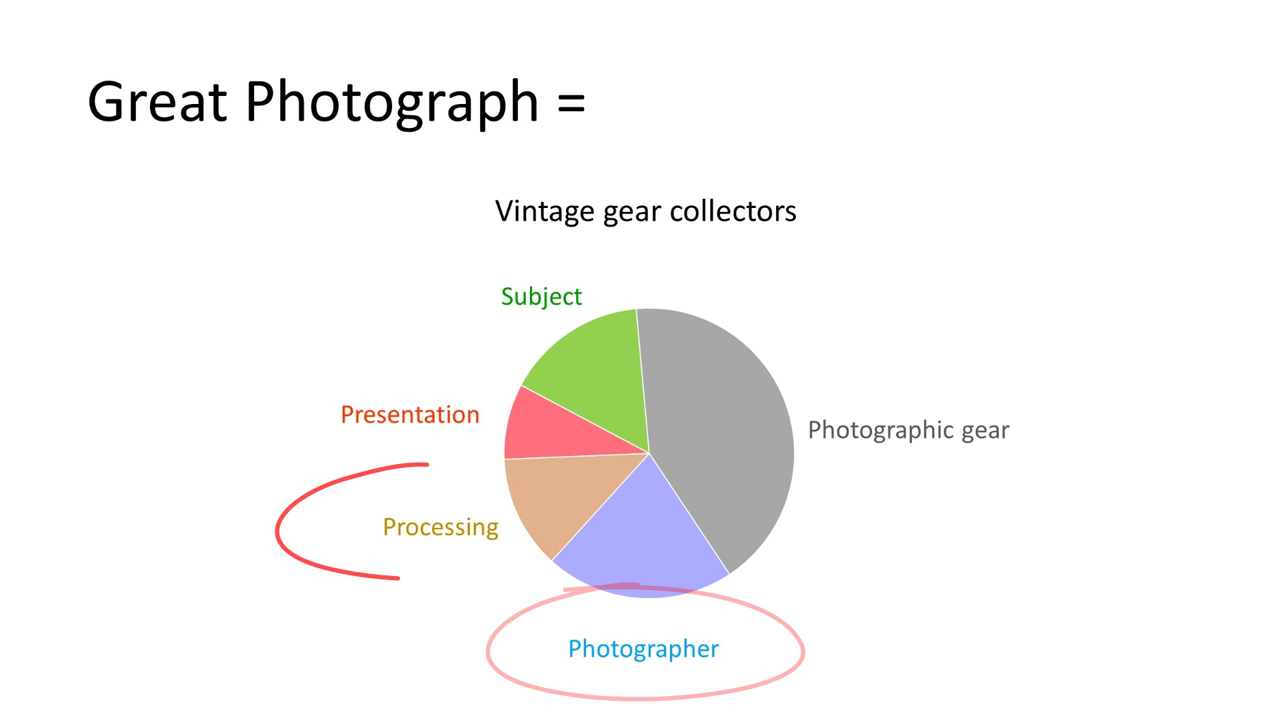 Great Photograph =
Vintage gear collectors
Subject
Presentation
Photographic gear
Processing
Photographer